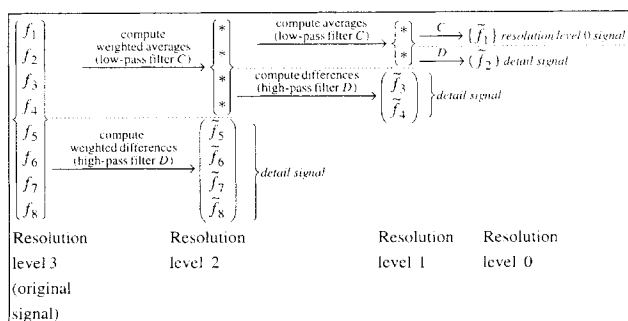 f1
f2
f3
f4
f5
f6
f7
f8
compute
weighted averages
(low-pass filter C)
*
*
*
*
compute averages
(low-pass filter C)
*
*
C
{f̃1} resolution level 0 signal
D
(f̃2) detail signal
compute differences
(high-pass filter D)
f̃3
f̃4
detail signal
compute
weighted differences
(high-pass filter D)
f̃5
f̃6
f̃7
f̃8
detail signal
Resolution
level 3
(original
signal)
Resolution
level 2
Resolution
level 1
Resolution
level 0